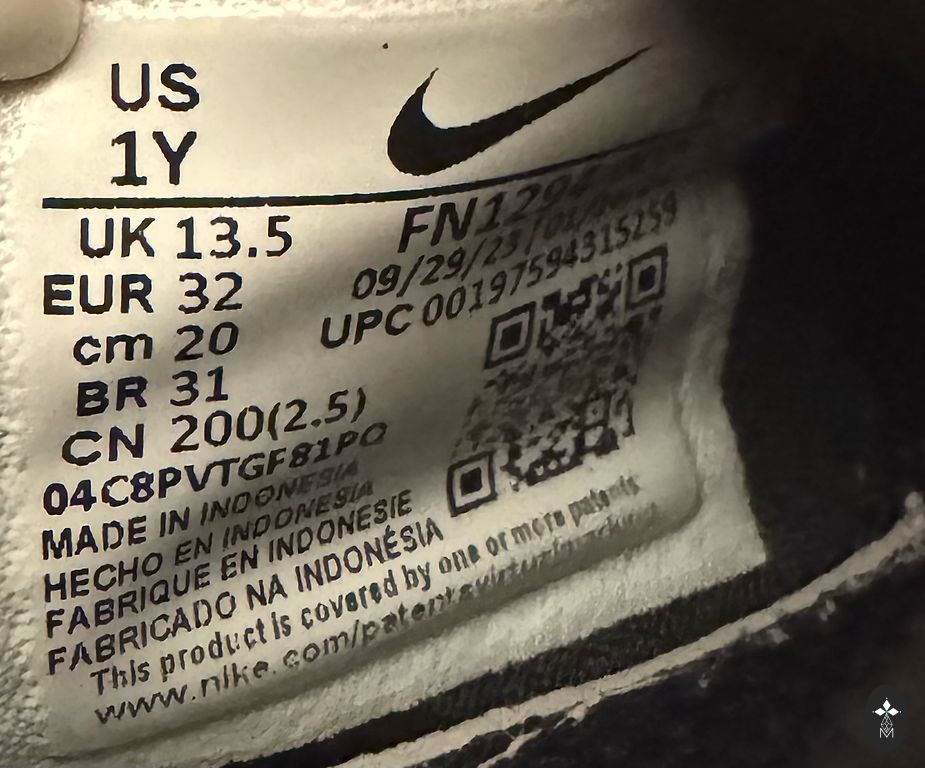 US
1Y
UK 13.5
EUR 32
cm 20
BR 31
CN 200(2.5)
04C8PVTGF81PO
MADE IN INDONESIA
HECHO EN INDONESIA
FABRIQUE EN INDONESIE
FABRICADO NA INDONÉSIA
This product is covered by one or more patents.
www.nike.com/patents
FN129
09/29/23
UPC 00197594315259
M